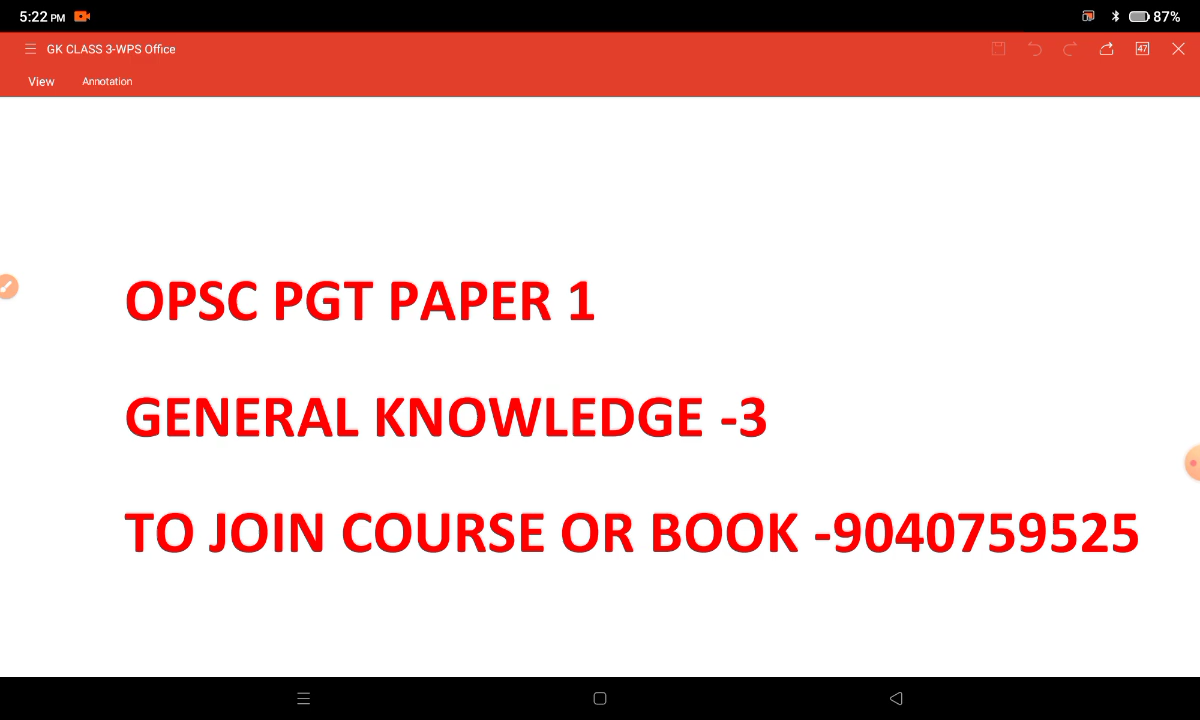 5:22 PM
87%
GK CLASS 3-WPS Office
47
View Annotation
OPSC PGT PAPER 1
GENERAL KNOWLEDGE -3
TO JOIN COURSE OR BOOK -9040759525